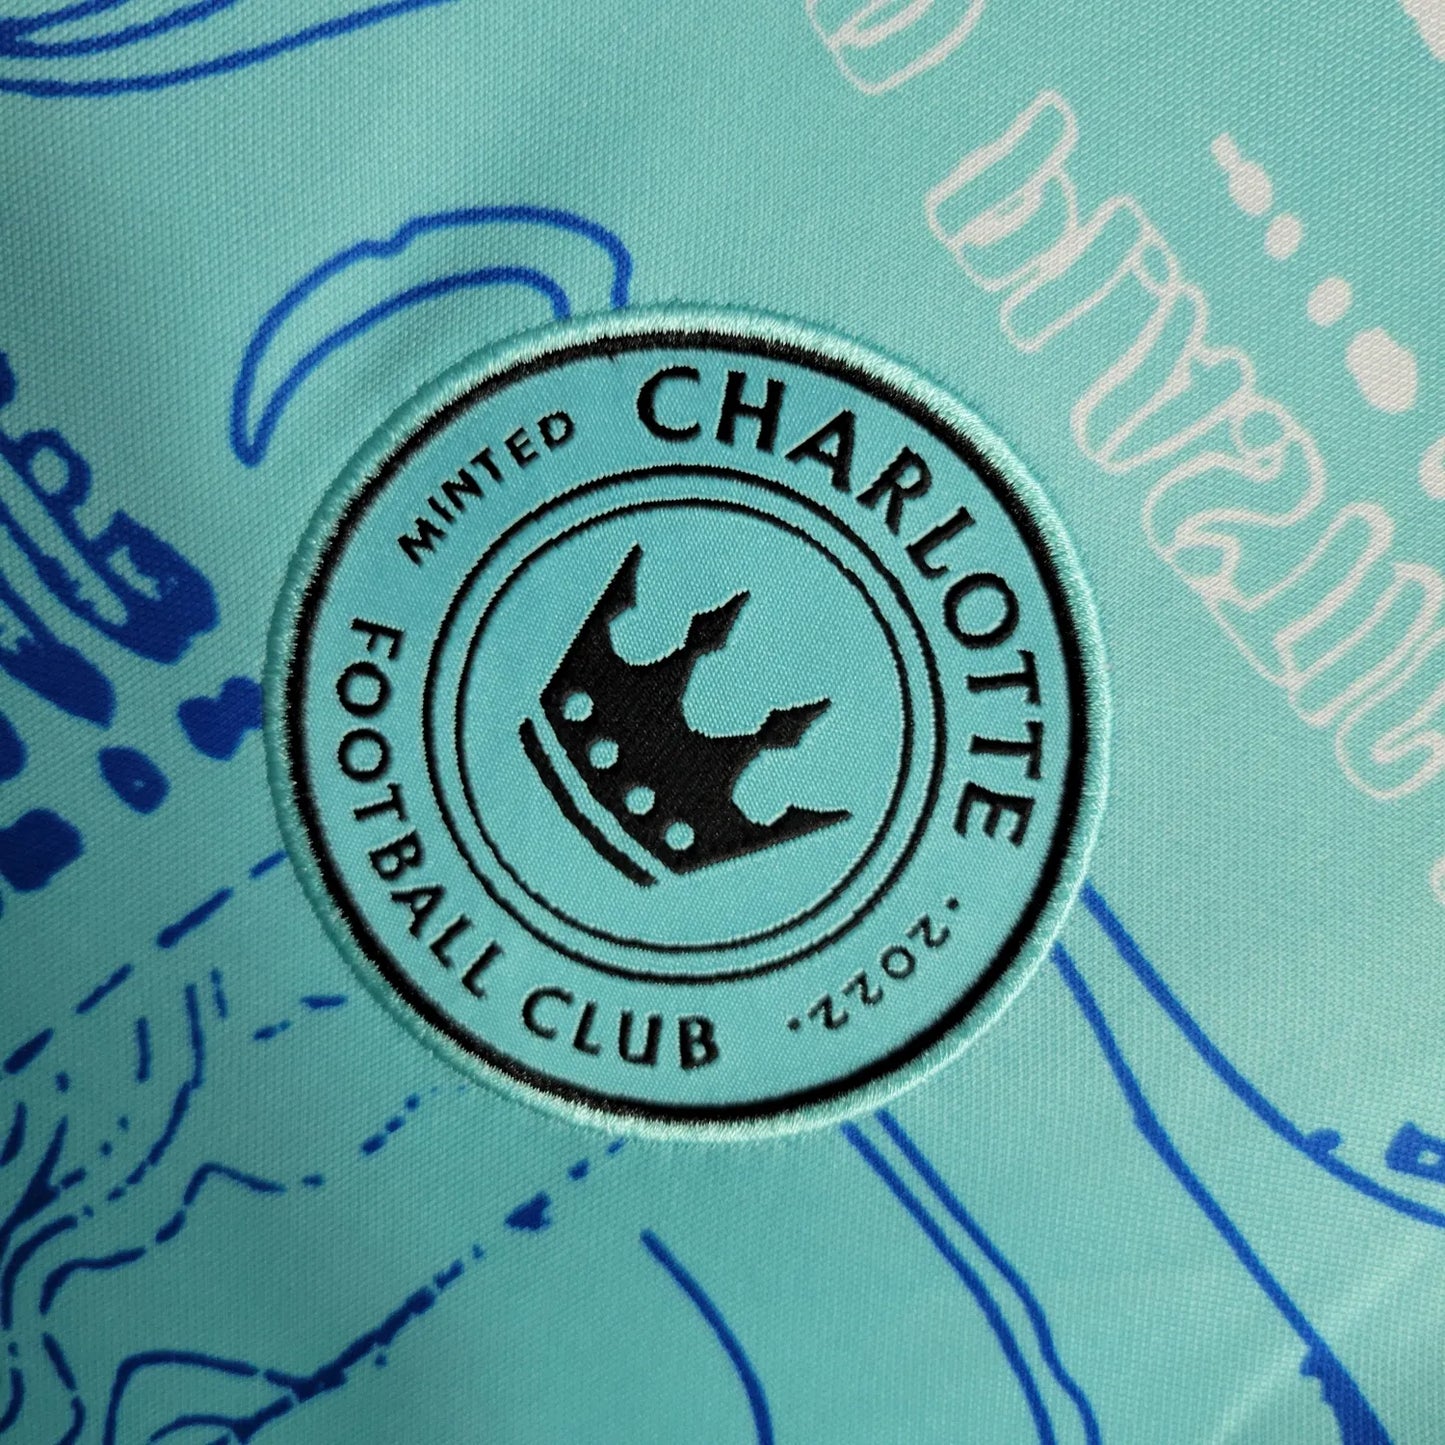 MINTED
CHARLOTTE
FOOTBALL CLUB
·2022·